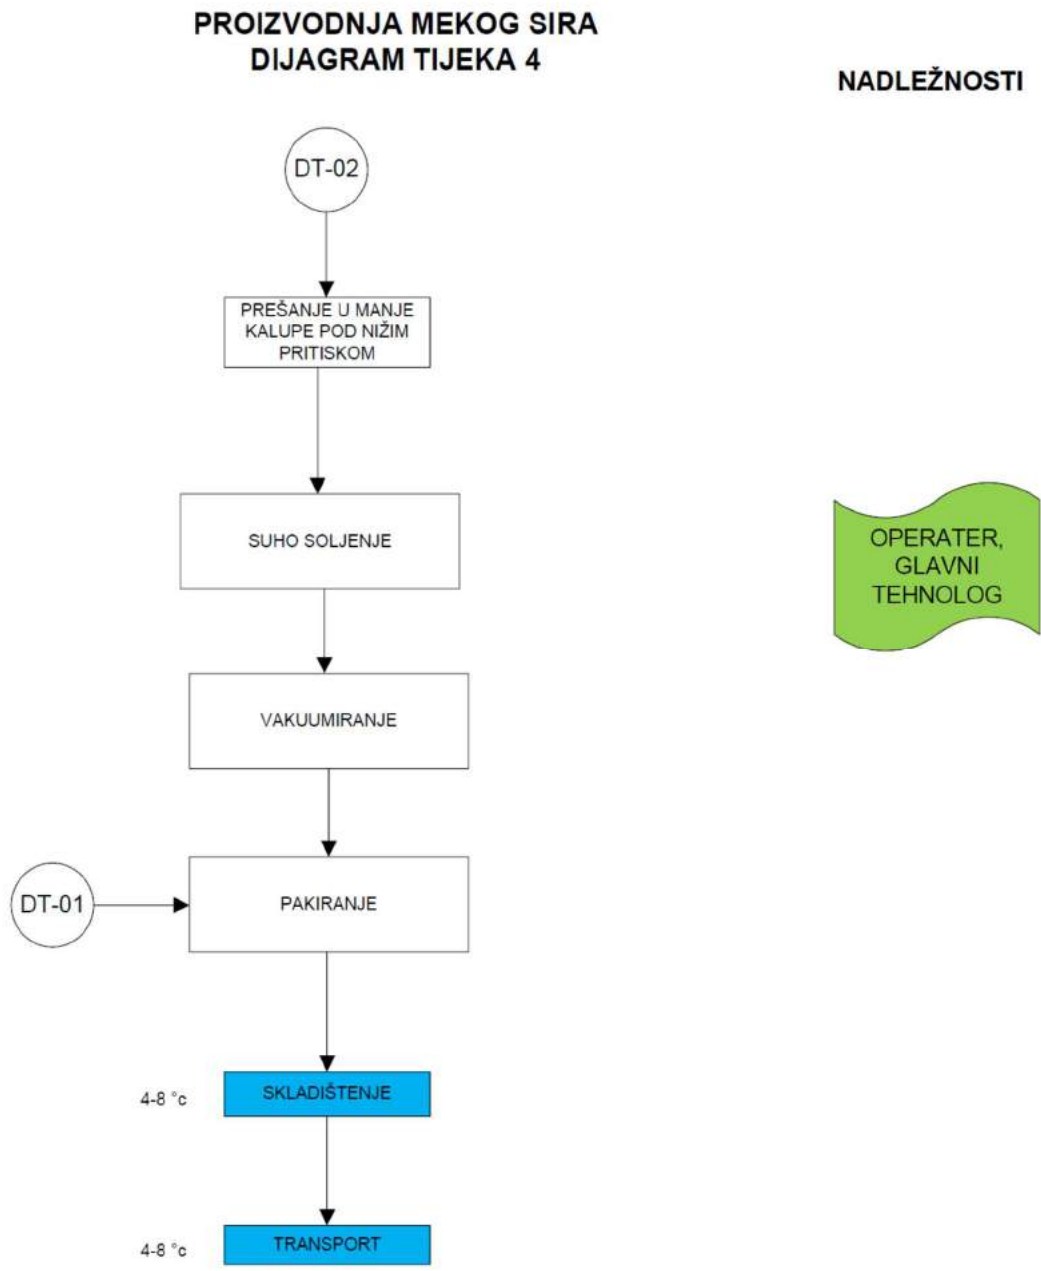 PROIZVODNJA MEKOG SIRA
DIJAGRAM TIJEKA 4
NADLEŽNOSTI
DT-02
PREŠANJE U MANJE
KALUPE POD NIŽIM
PRITISKOM
SUHO SOLJENJE
OPERATER,
GLAVNI
TEHNOLOG
VAKUUMIRANJE
DT-01
PAKIRANJE
4-8 °c
SKLADIŠTENJE
4-8 °c
TRANSPORT